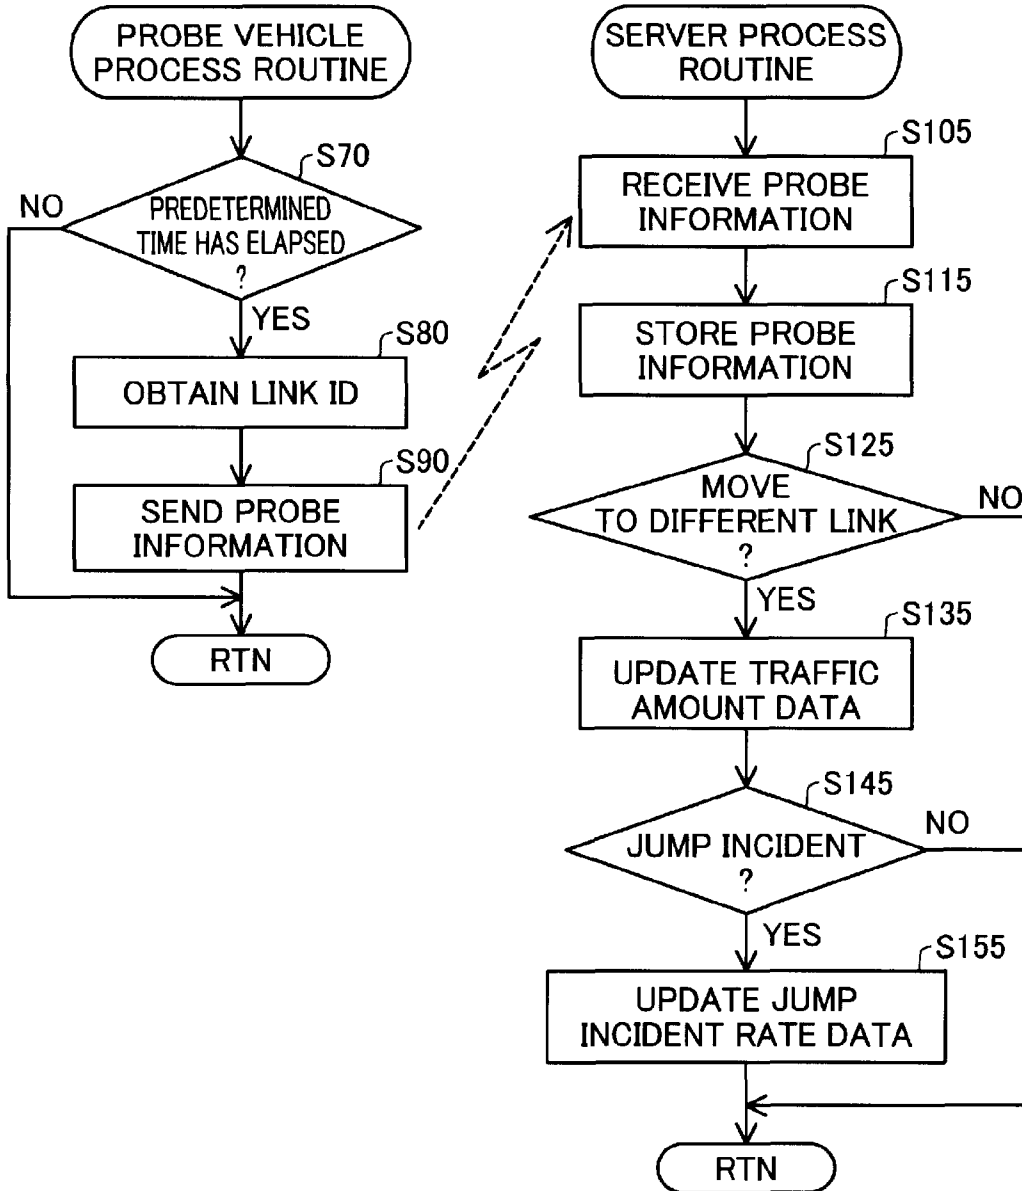 PROBE VEHICLE
PROCESS ROUTINE
S70
NO
PREDETERMINED
TIME HAS ELAPSED
?
YES
S80
OBTAIN LINK ID
S90
SEND PROBE
INFORMATION
RTN
SERVER PROCESS
ROUTINE
S105
RECEIVE PROBE
INFORMATION
S115
STORE PROBE
INFORMATION
S125
MOVE
TO DIFFERENT LINK
?
NO
YES
S135
UPDATE TRAFFIC
AMOUNT DATA
S145
JUMP INCIDENT
?
NO
YES
S155
UPDATE JUMP
INCIDENT RATE DATA
RTN